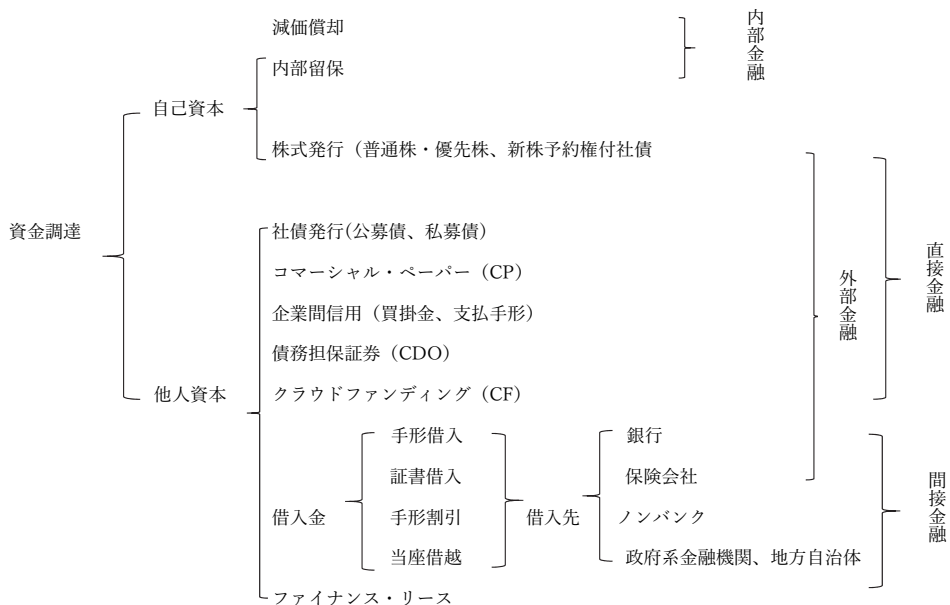 減価償却
内部金融
内部留保
自己資本
株式発行（普通株・優先株、新株予約権付社債
資金調達
社債発行(公募債、私募債)
直接金融
コマーシャル・ペーパー（CP）
外部金融
企業間信用（買掛金、支払手形）
債務担保証券（CDO）
他人資本
クラウドファンディング（CF）
手形借入
銀行
証書借入
保険会社
間接金融
借入金
手形割引
借入先
ノンバンク
当座借越
政府系金融機関、地方自治体
ファイナンス・リース